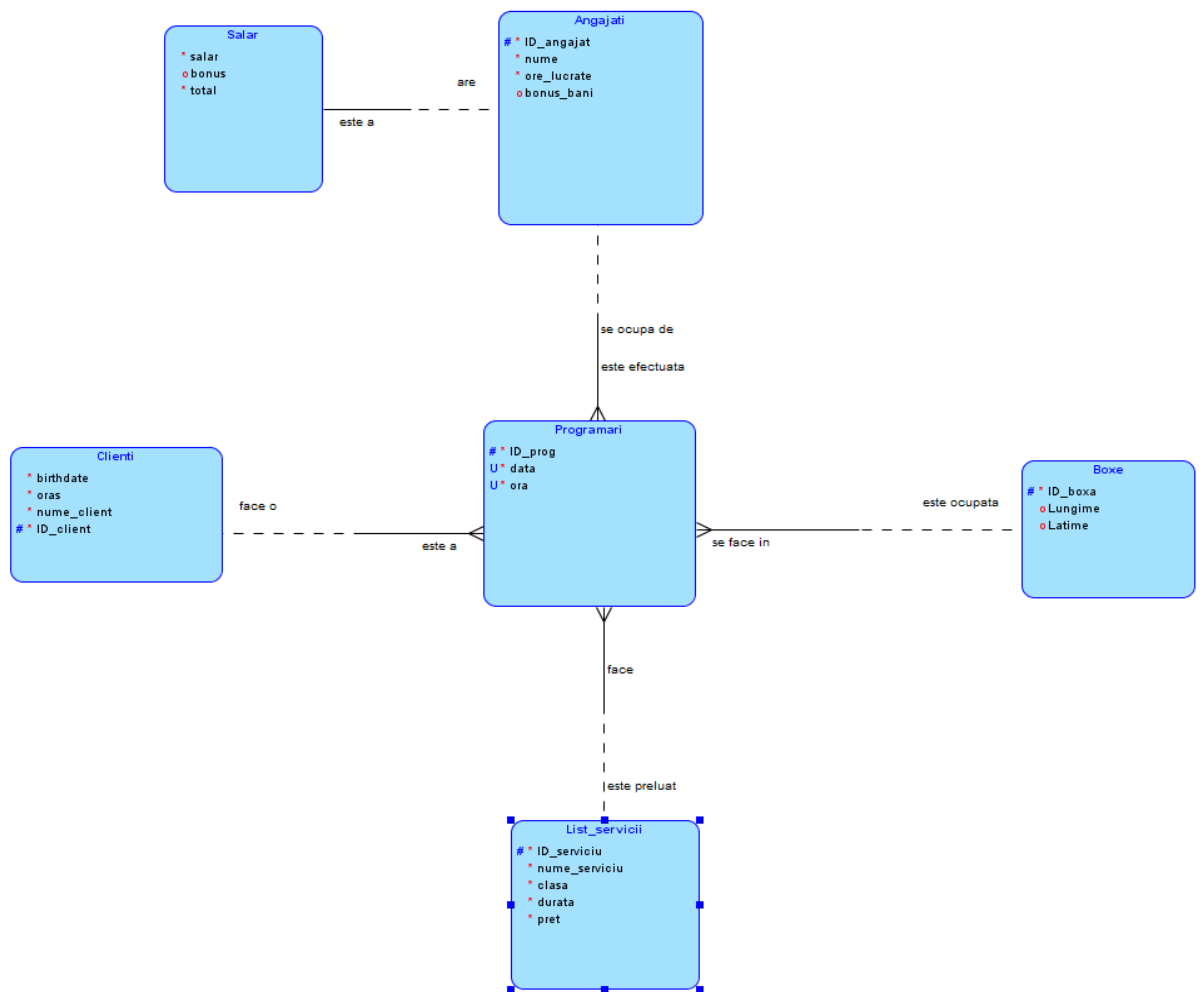 Salar
* salar
o bonus
* total
are
este a
Angajati
# * ID_angajat
* nume
* ore_lucrate
o bonus_bani
se ocupa de
este efectuata
Clienti
* birthdate
* oras
* nume_client
# * ID_client
face o
este a
Programari
# * ID_prog
U * data
U * ora
este ocupata
se face in
Boxe
# * ID_boxa
o Lungime
o Latime
face
este preluat
List_servicii
# * ID_serviciu
* nume_serviciu
* clasa
* durata
* pret